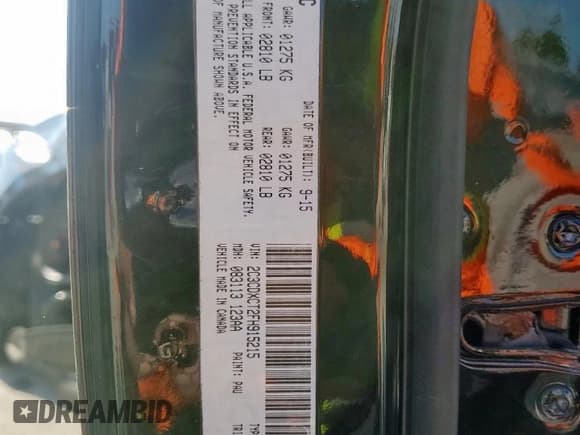 C
DATE OF MFR(BUILT): 9-15
GAWR: 01275 KG GAWR: 01275 KG
FRONT: 02810 LB REAR: 02810 LB
ALL APPLICABLE U.S.A. FEDERAL MOTOR VEHICLE SAFETY,
PREVENTION STANDARDS IN EFFECT ON
OF MANUFACTURE SHOWN ABOVE.
VIN: 2C3CDXCT2FH915215
MDH: 083113 123AA PAINT: PAU
VEHICLE MADE IN CANADA
DREAMBID